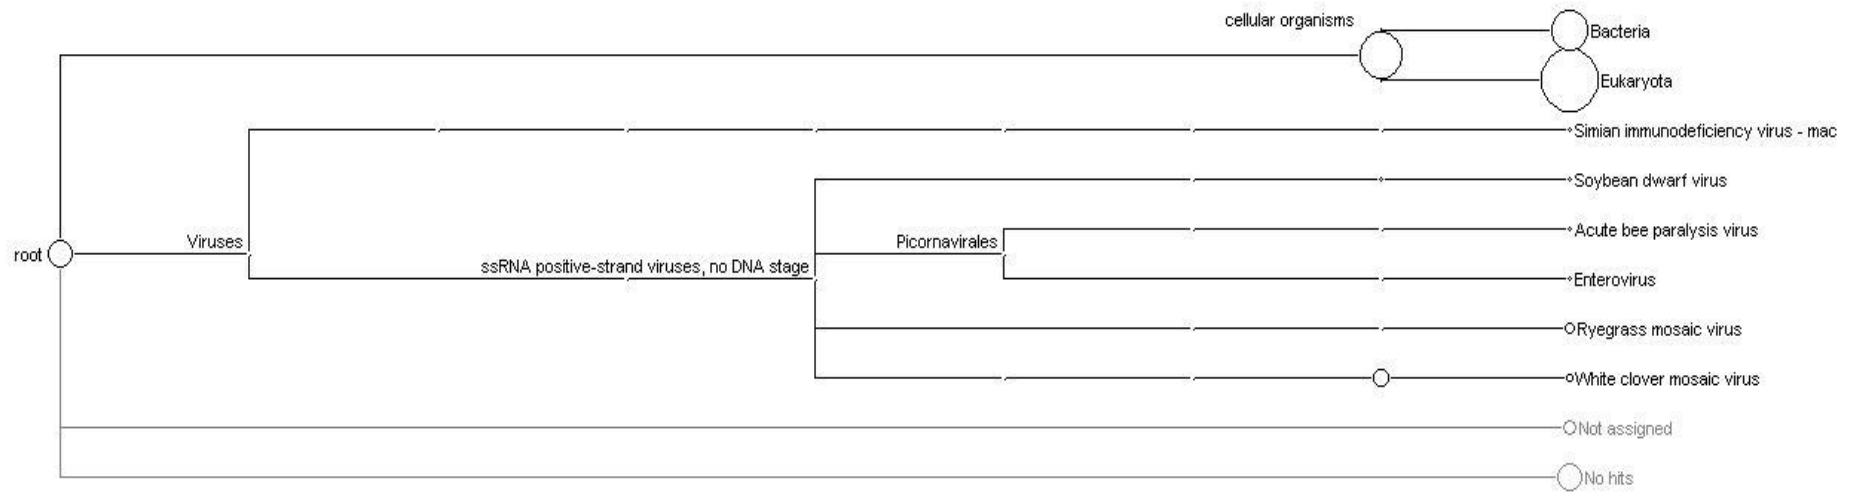 cellular organisms
Bacteria
Eukaryota
Simian immunodeficiency virus - mac
Soybean dwarf virus
Acute bee paralysis virus
Viruses
Picornavirales
root
ssRNA positive-strand viruses, no DNA stage
Enterovirus
Ryegrass mosaic virus
White clover mosaic virus
Not assigned
No hits